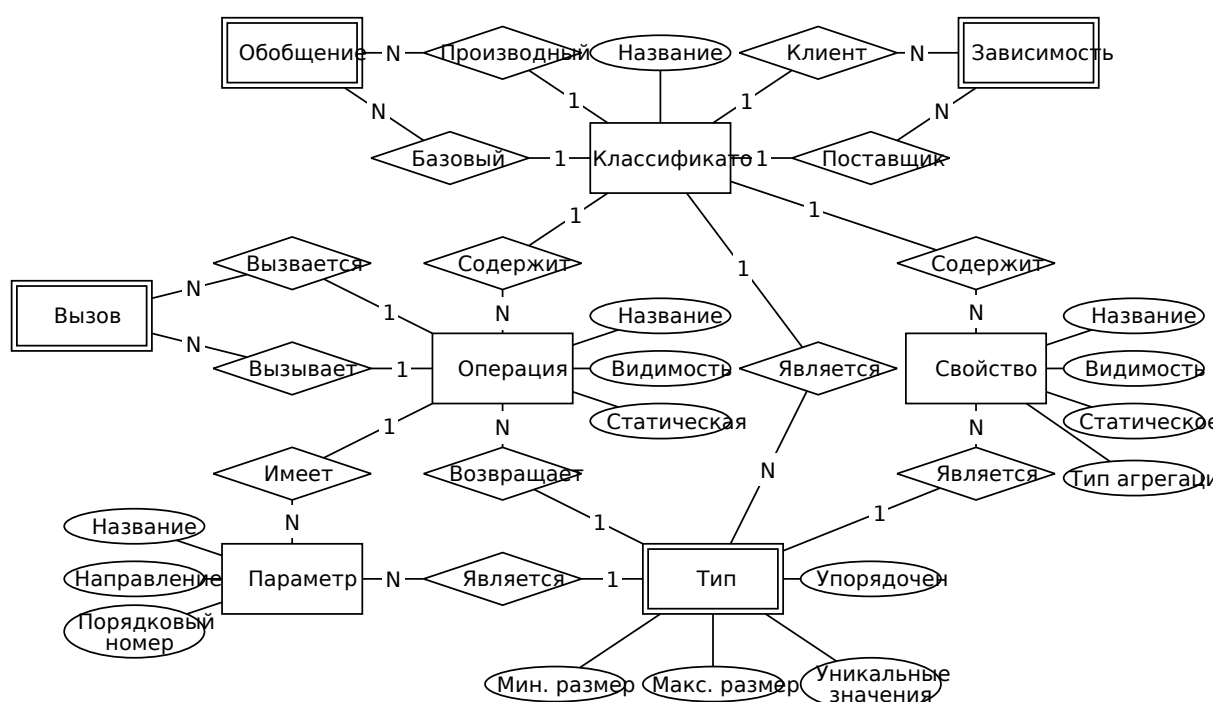 Обобщение N Производный Название Клиент N Зависимость
1 1
N N
Базовый 1 Классификато 1 Поставщик
1 1
Вызвается Содержит 1 Содержит
N
Вызов 1 N Название N Название
N
Вызывает 1 Операция Видимость Является Свойство Видимость
Статическая Статическое
1 N N
Имеет Возвращает N Является Тип агрегаци
Название N 1 1
Направление Параметр N Является 1 Тип Упорядочен
Порядковый
номер
Мин. размер Макс. размер Уникальные
значения